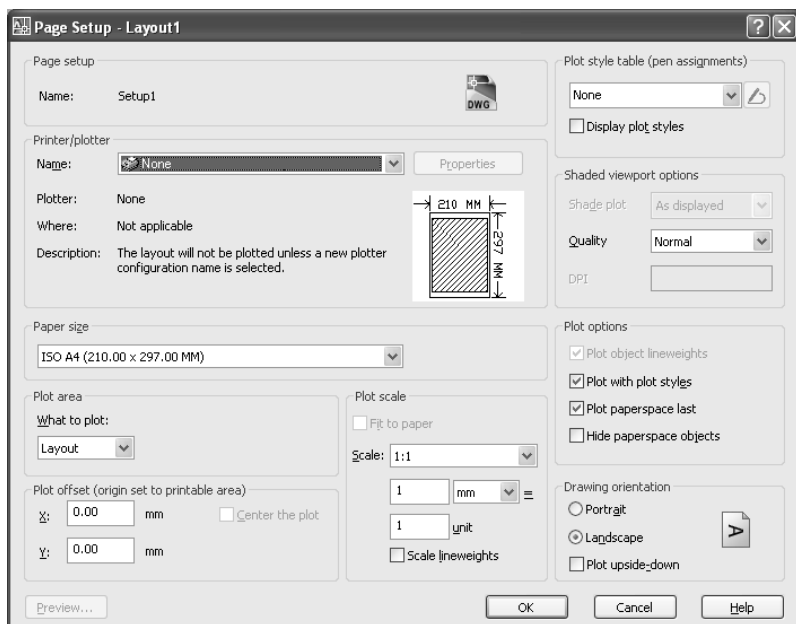 Page Setup - Layout1
Page setup
Name: Setup1
DWG
Printer/plotter
Name: None
Properties
Plotter: None
Where: Not applicable
Description: The layout will not be plotted unless a new plotter
configuration name is selected.
210 MM
297 MM
Paper size
ISO A4 (210.00 x 297.00 MM)
Plot area
What to plot:
Layout
Plot offset (origin set to printable area)
X: 0.00 mm
Center the plot
Y: 0.00 mm
Plot scale
Fit to paper
Scale: 1:1
1 mm =
1 unit
Scale lineweights
Plot style table (pen assignments)
None
Display plot styles
Shaded viewport options
Shade plot As displayed
Quality Normal
DPI
Plot options
Plot object lineweights
Plot with plot styles
Plot paperspace last
Hide paperspace objects
Drawing orientation
Portrait
Landscape
A
Plot upside-down
Preview...
OK
Cancel
Help